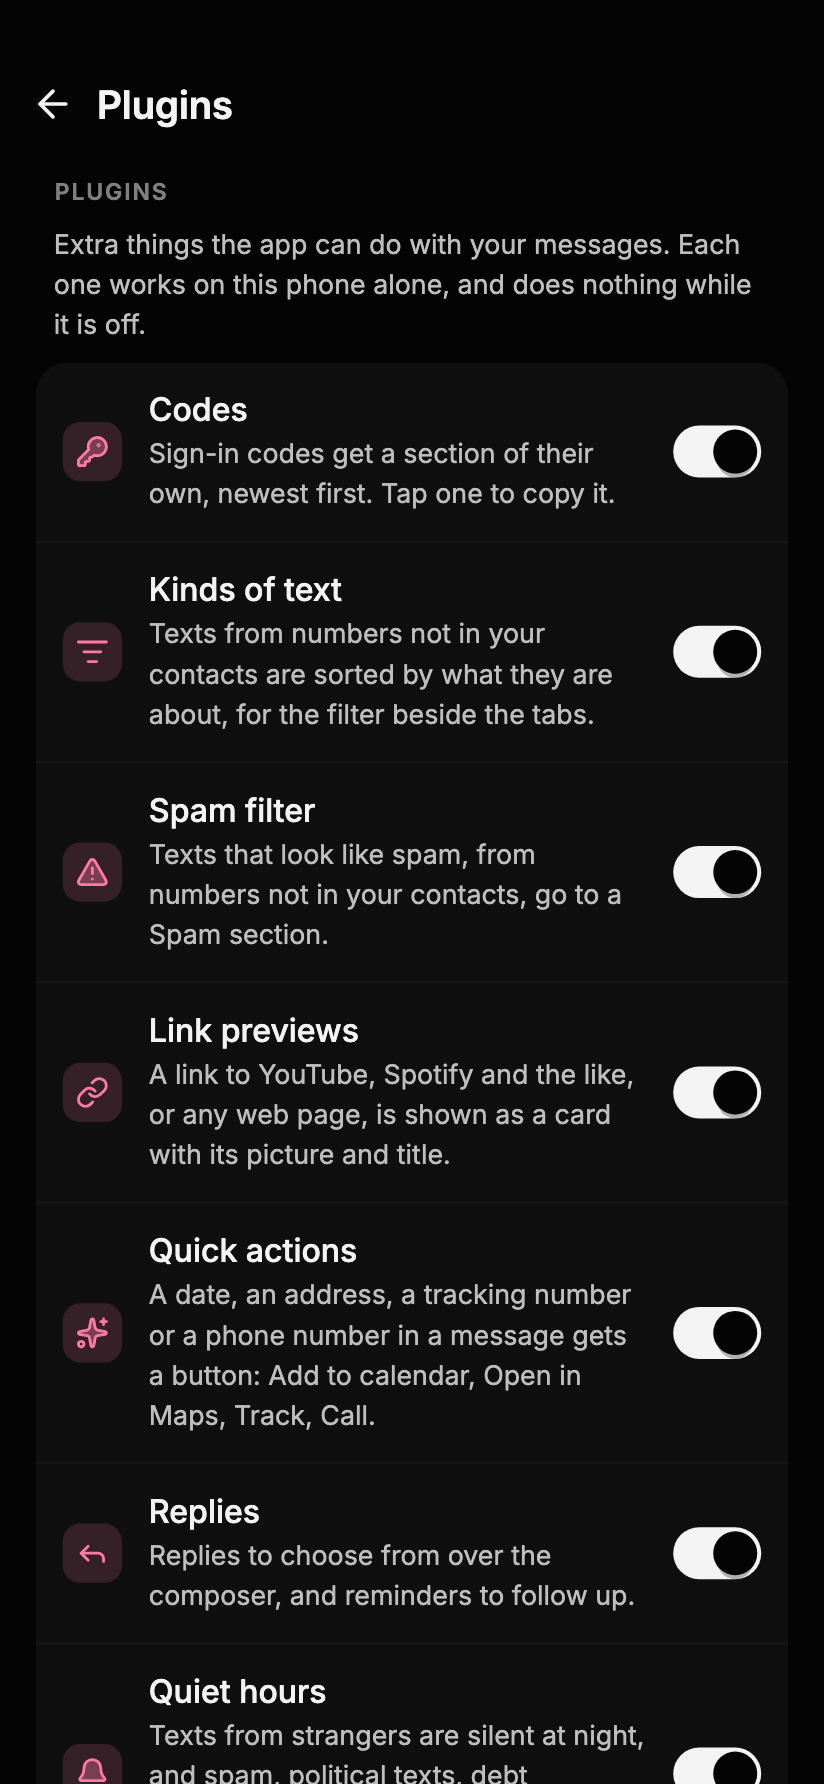 Plugins
PLUGINS
Extra things the app can do with your messages. Each
one works on this phone alone, and does nothing while
it is off.
Codes
Sign-in codes get a section of their
own, newest first. Tap one to copy it.
Kinds of text
Texts from numbers not in your
contacts are sorted by what they are
about, for the filter beside the tabs.
Spam filter
Texts that look like spam, from
numbers not in your contacts, go to a
Spam section.
Link previews
A link to YouTube, Spotify and the like,
or any web page, is shown as a card
with its picture and title.
Quick actions
A date, an address, a tracking number
or a phone number in a message gets
a button: Add to calendar, Open in
Maps, Track, Call.
Replies
Replies to choose from over the
composer, and reminders to follow up.
Quiet hours
Texts from strangers are silent at night,
and spam, political texts, debt